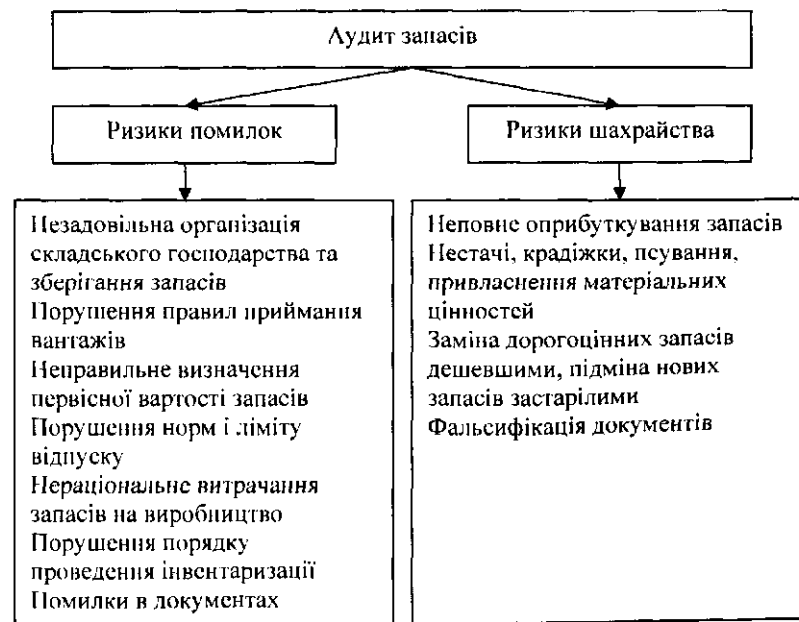 Аудит запасів
Ризики помилок
Ризики шахрайства
Незадовільна організація
складського господарства та
зберігання запасів
Порушення правил приймання
вантажів
Неправильне визначення
первісної вартості запасів
Порушення норм і ліміту
відпуску
Нераціональне витрачання
запасів на виробництво
Порушення порядку
проведення інвентаризації
Помилки в документах
Неповне оприбуткування запасів
Нестачі, крадіжки, псування,
привласнення матеріальних
цінностей
Заміна дорогоцінних запасів
дешевшими, підміна нових
запасів застарілими
Фальсифікація документів